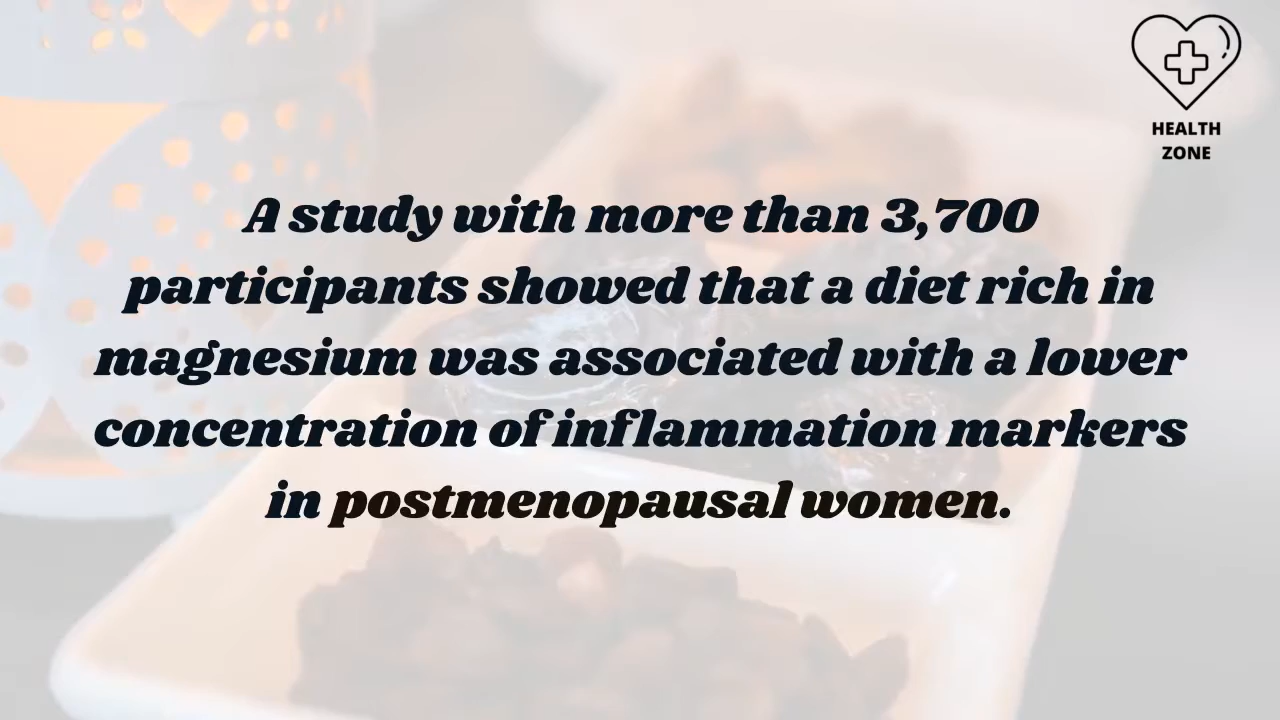 HEALTH
ZONE
A study with more than 3,700
participants showed that a diet rich in
magnesium was associated with a lower
concentration of inflammation markers
in postmenopausal women.